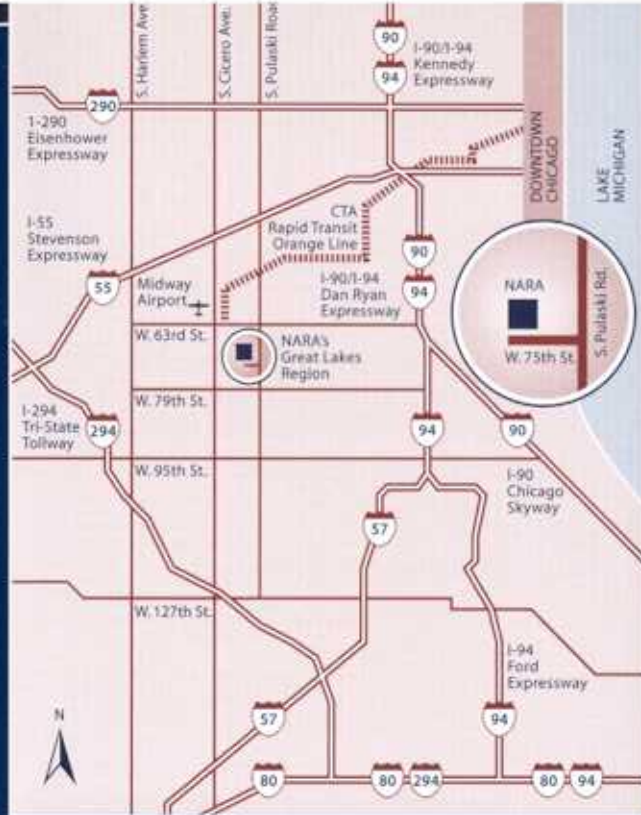 S. Harlem Ave.
S. Cicero Ave.
S. Pulaski Road
90
94
I-90/I-94
Kennedy
Expressway
290
1-290
Eisenhower
Expressway
DOWNTOWN
CHICAGO
LAKE
MICHIGAN
CTA
Rapid Transit
Orange Line
I-55
Stevenson
Expressway
55
Midway
Airport
90
94
I-90/I-94
Dan Ryan
Expressway
NARA
W. 75th St.
S. Pulaski Rd.
W. 63rd St.
NARA's
Great Lakes
Region
W. 79th St.
I-294
Tri-State
Tollway
294
94
90
W. 95th St.
I-90
Chicago
Skyway
57
W. 127th St.
I-94
Ford
Expressway
N
57
94
80
80
294
80
94